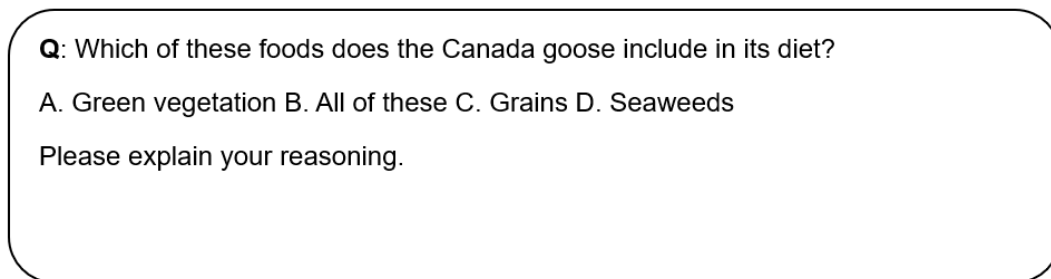 Q: Which of these foods does the Canada goose include in its diet?
A. Green vegetation B. All of these C. Grains D. Seaweeds
Please explain your reasoning.